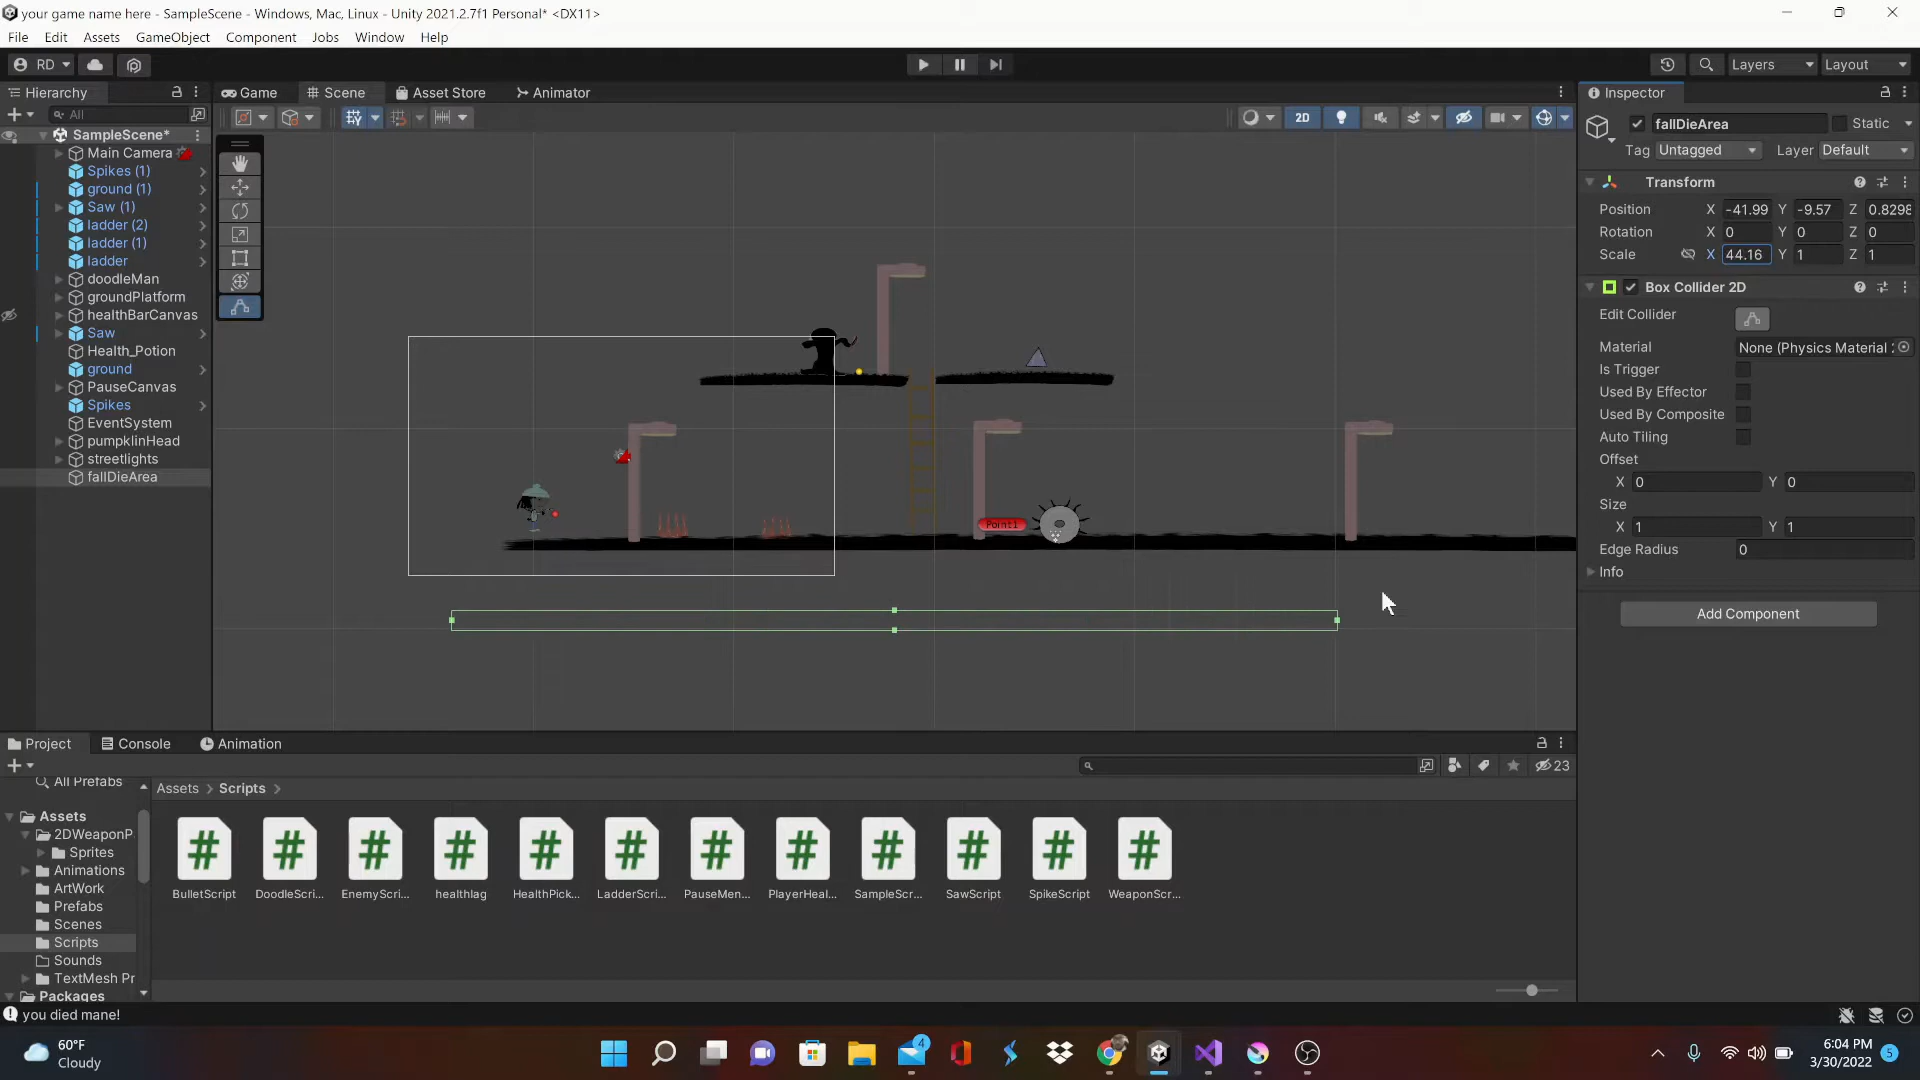 your game name here - SampleScene - Windows, Mac, Linux - Unity 2021.2.7f1 Personal* <DX11>
File Edit Assets GameObject Component Jobs Window Help
RD Layers Layout
Hierarchy
All
SampleScene*
Main Camera
Spikes (1)
ground (1)
Saw (1)
ladder (2)
ladder (1)
ladder
doodleMan
groundPlatform
healthBarCanvas
Saw
Health_Potion
ground
PauseCanvas
Spikes
EventSystem
pumpklinHead
streetlights
fallDieArea
Game Scene Asset Store Animator
2D
Point1
Inspector
fallDieArea Static
Tag Untagged Layer Default
Transform
Position X -41.99 Y -9.57 Z 0.8298
Rotation X 0 Y 0 Z 0
Scale X 44.16 Y 1 Z 1
Box Collider 2D
Edit Collider
Material None (Physics Material
Is Trigger
Used By Effector
Used By Composite
Auto Tiling
Offset
X 0 Y 0
Size
X 1 Y 1
Edge Radius 0
Info
Add Component
Project Console Animation
23
All Prefabs
Assets
2DWeaponP
Sprites
Animations
ArtWork
Prefabs
Scenes
Scripts
Sounds
TextMesh Pr
Packages
Assets > Scripts >
BulletScript DoodleScri... EnemyScri... healthlag HealthPick... LadderScri... PauseMen... PlayerHeal... SampleScr... SawScript SpikeScript WeaponScr...
you died mane!
60°F
Cloudy
4
6:04 PM
3/30/2022
5